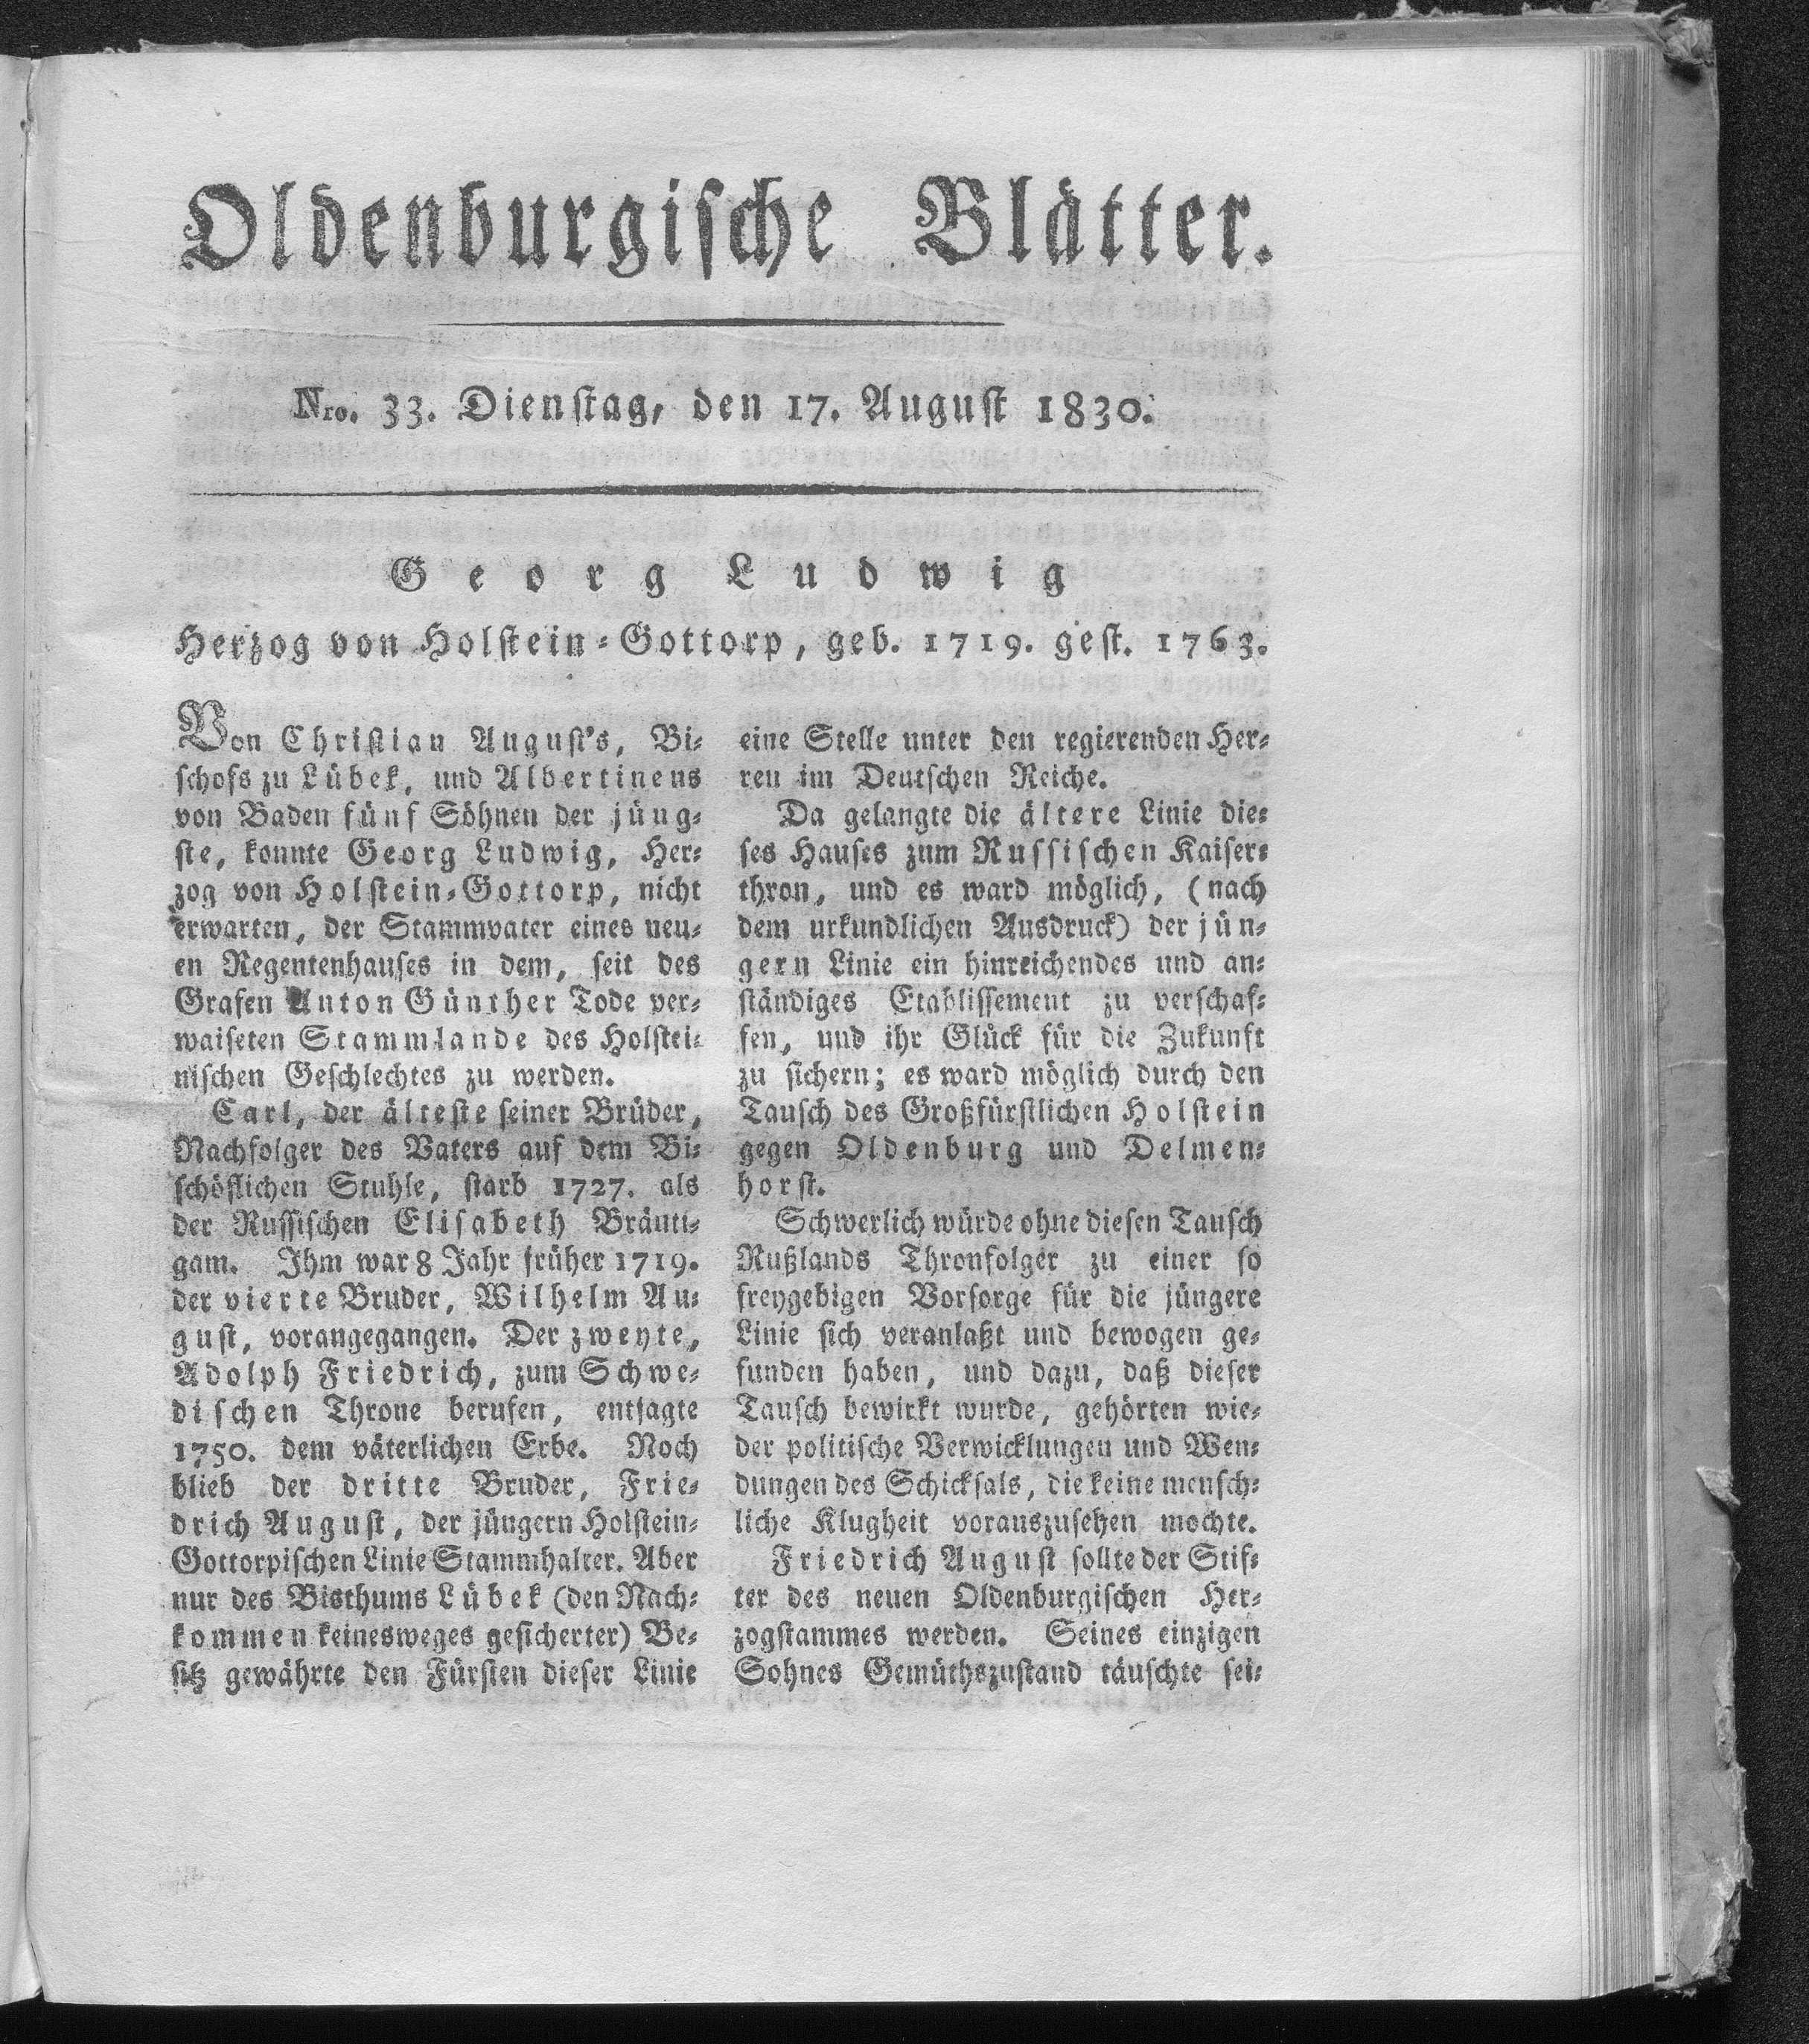 Oldenburgische Blätter.
Nro. 33. Dienstag, den 17. August 1830.
Georg Ludwig
Herzog von Holstein-Gottorp, geb. 1719. gest. 1763.
Von Christian August's, Bi-
schofs zu Lübek, und Albertinens
von Baden fünf Söhnen der jüng-
ste, konnte Georg Ludwig, Her-
zog von Holstein-Gottorp, nicht
erwarten, der Stammvater eines neu-
en Regentenhauses in dem, seit des
Grafen Anton Günther Tode ver-
waiseten Stammlande des Holstei-
nischen Geschlechtes zu werden.
Carl, der älteste seiner Brüder,
Nachfolger des Vaters auf dem Bi-
schöflichen Stuhle, starb 1727. als
der Russischen Elisabeth Bräuti-
gam. Ihm war 8 Jahr früher 1719.
der vierte Bruder, Wilhelm Au-
gust, vorangegangen. Der zweyte,
Adolph Friedrich, zum Schwe-
dischen Throne berufen, entsagte
1750. dem väterlichen Erbe. Noch
blieb der dritte Bruder, Frie-
drich August, der jüngern Holstein-
Gottorpischen Linie Stammhalter. Aber
nur des Bisthums Lübek (den Nach-
kommen keinesweges gesicherter) Be-
sitz gewährte den Fürsten dieser Linie
eine Stelle unter den regierenden Her-
ren im Deutschen Reiche.
Da gelangte die ältere Linie die-
ses Hauses zum Russischen Kaiser-
thron, und es ward möglich, (nach
dem urkundlichen Ausdruck) der jün-
gern Linie ein hinreichendes und an-
ständiges Etablissement zu verschaf-
fen, und ihr Glück für die Zukunft
zu sichern; es ward möglich durch den
Tausch des Großfürstlichen Holstein
gegen Oldenburg und Delmen-
horst.
Schwerlich würde ohne diesen Tausch
Rußlands Thronfolger zu einer so
freygebigen Vorsorge für die jüngere
Linie sich veranlaßt und bewogen ge-
funden haben, und dazu, daß dieser
Tausch bewirkt wurde, gehörten wie-
der politische Verwicklungen und Wen-
dungen des Schicksals, die keine mensch-
liche Klugheit vorauszusehen mochte.
Friedrich August sollte der Stif-
ter des neuen Oldenburgischen Her-
zogstammes werden. Seines einzigen
Sohnes Gemüthszustand täuschte sei-